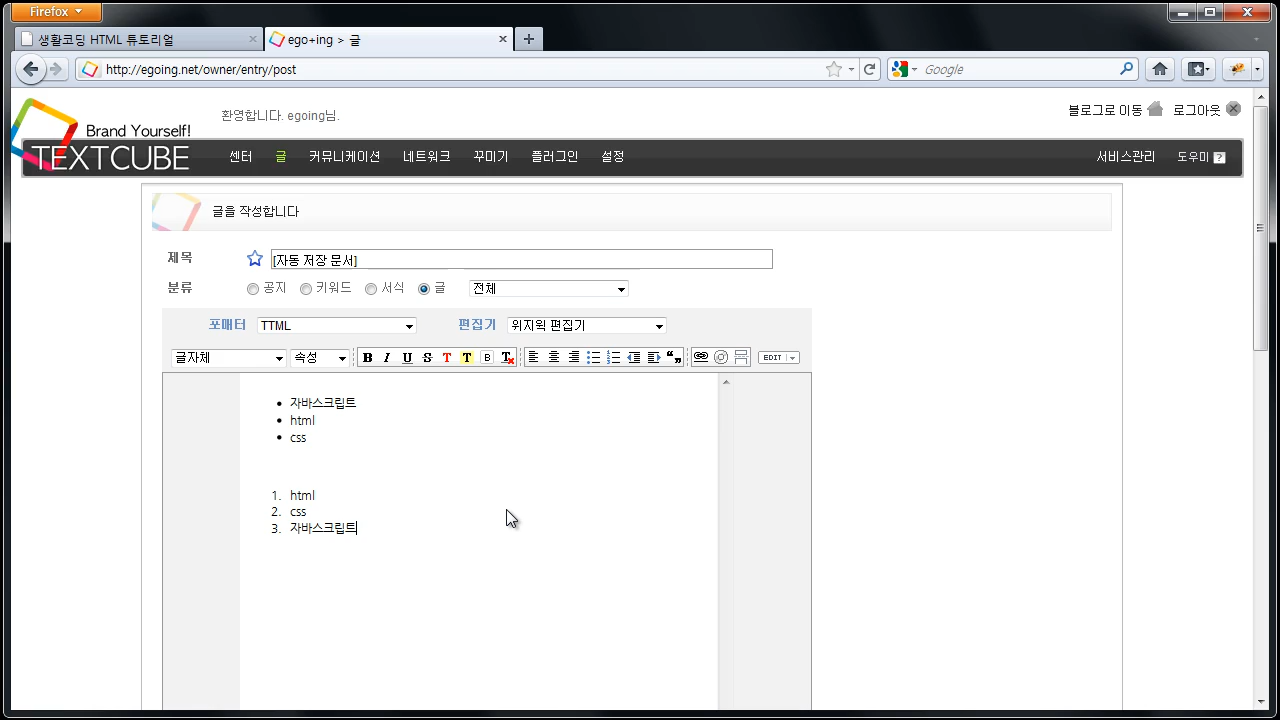 Firefox
생활코딩 HTML 튜토리얼
ego+ing > 글
http://egoing.net/owner/entry/post
Google
환영합니다. egoing님.
블로그로 이동
로그아웃
Brand Yourself!
TEXTCUBE
센터 글 커뮤니케이션 네트워크 꾸미기 플러그인 설정
서비스관리 도우미 ?
글을 작성합니다
제목 [자동 저장 문서]
분류 공지 키워드 서식 글 전체
포매터 TTML 편집기 위지윅 편집기
글자체 속성 B I U S T T B T EDIT
• 자바스크립트
• html
• css
1. html
2. css
3. 자바스크립트